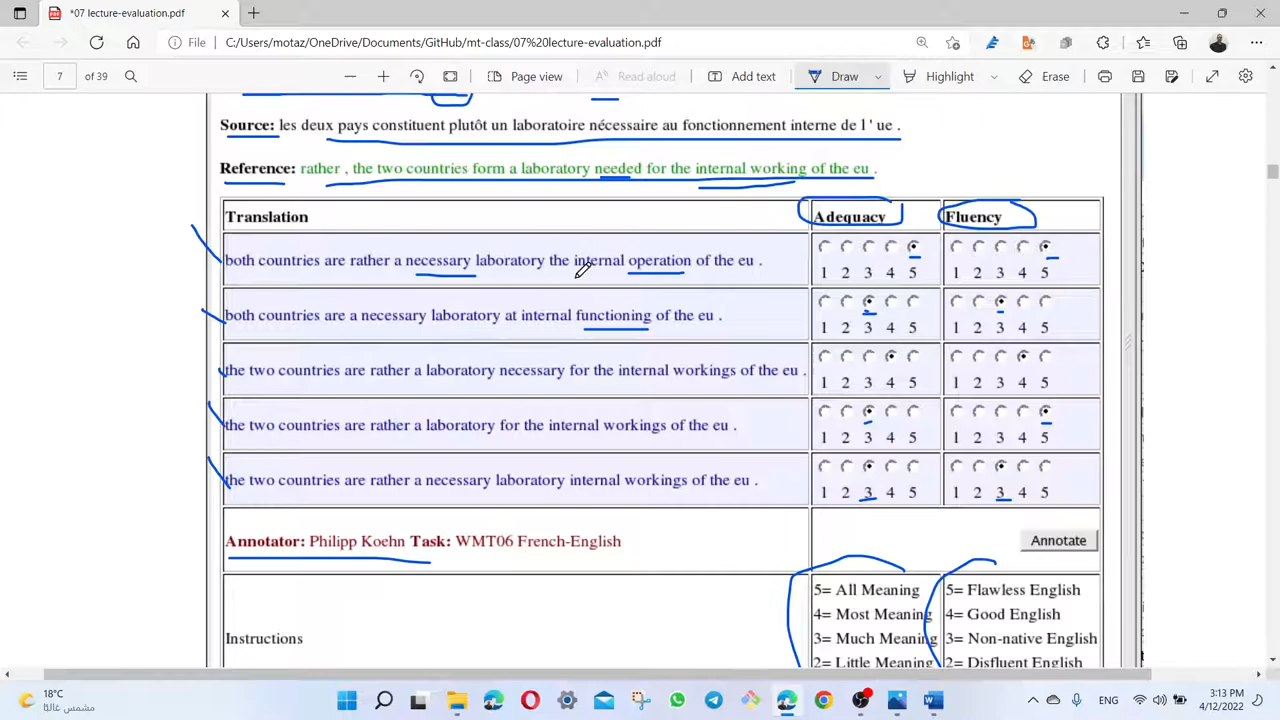 *07 lecture-evaluation.pdf
File C:/Users/motaz/OneDrive/Documents/GitHub/mt-class/07%20lecture-evaluation.pdf
7 of 39 Page view Read aloud Add text Draw Highlight Erase
Source: les deux pays constituent plutôt un laboratoire nécessaire au fonctionnement interne de l ' ue .
Reference: rather , the two countries form a laboratory needed for the internal working of the eu .
Translation Adequacy Fluency
both countries are rather a necessary laboratory the internal operation of the eu .
1 2 3 4 5 1 2 3 4 5
both countries are a necessary laboratory at internal functioning of the eu .
1 2 3 4 5 1 2 3 4 5
the two countries are rather a laboratory necessary for the internal workings of the eu .
1 2 3 4 5 1 2 3 4 5
the two countries are rather a laboratory for the internal workings of the eu .
1 2 3 4 5 1 2 3 4 5
the two countries are rather a necessary laboratory internal workings of the eu .
1 2 3 4 5 1 2 3 4 5
Annotator: Philipp Koehn Task: WMT06 French-English Annotate
5= All Meaning 5= Flawless English
4= Most Meaning 4= Good English
Instructions 3= Much Meaning 3= Non-native English
2= Little Meaning 2= Disfluent English
18°C
مشمس غالبًا
ENG
3:13 PM
4/12/2022